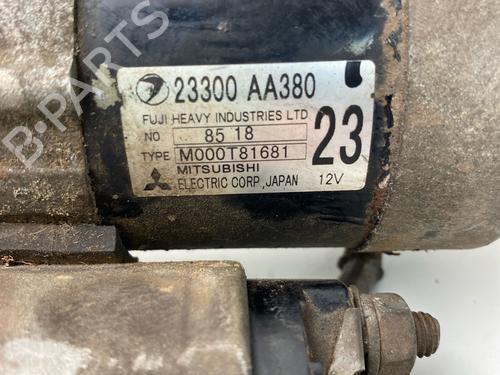 23300 AA380
FUJI HEAVY INDUSTRIES LTD
NO 85 18
TYPE M000T81681
23
MITSUBISHI
ELECTRIC CORP., JAPAN 12V
B-PARTS